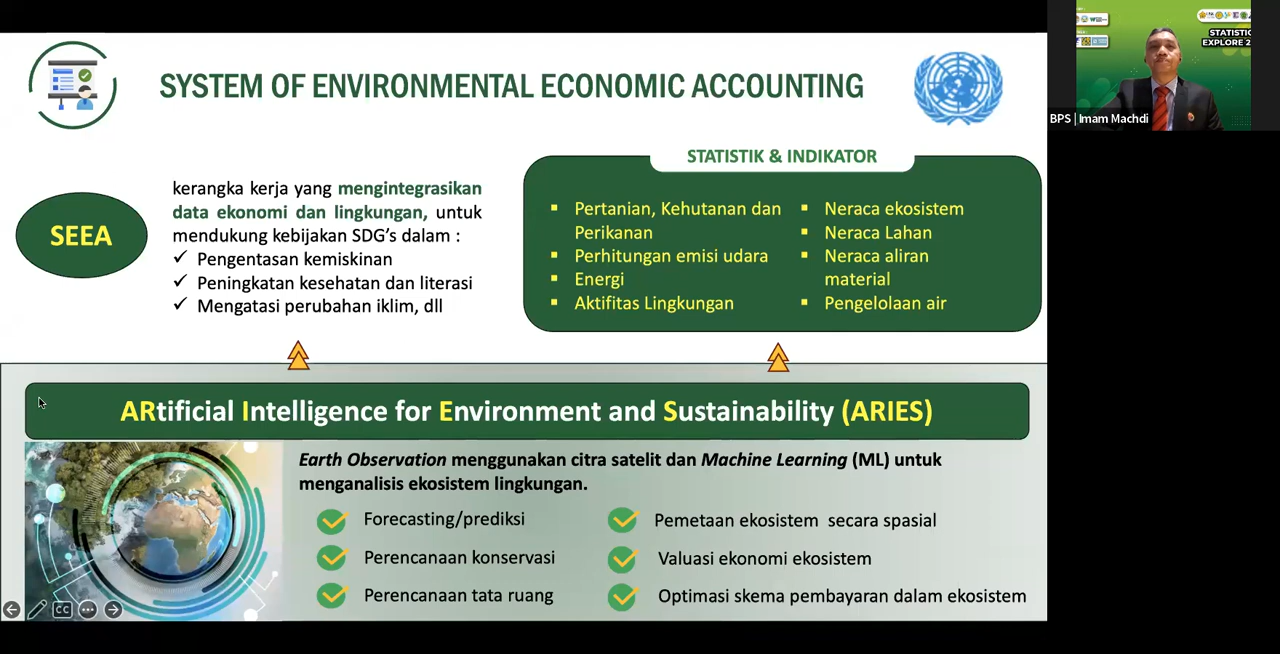 SYSTEM OF ENVIRONMENTAL ECONOMIC ACCOUNTING
SEEA
kerangka kerja yang mengintegrasikan
data ekonomi dan lingkungan, untuk
mendukung kebijakan SDG's dalam :
Pengentasan kemiskinan
Peningkatan kesehatan dan literasi
Mengatasi perubahan iklim, dll
STATISTIK & INDIKATOR
Pertanian, Kehutanan dan
Perikanan
Perhitungan emisi udara
Energi
Aktifitas Lingkungan
Neraca ekosistem
Neraca Lahan
Neraca aliran
material
Pengelolaan air
ARtificial Intelligence for Environment and Sustainability (ARIES)
Earth Observation menggunakan citra satelit dan Machine Learning (ML) untuk
menganalisis ekosistem lingkungan.
Forecasting/prediksi
Perencanaan konservasi
Perencanaan tata ruang
Pemetaan ekosistem secara spasial
Valuasi ekonomi ekosistem
Optimasi skema pembayaran dalam ekosistem
CC
STATISTIC
EXPLORE 2
BPS | Imam Machdi